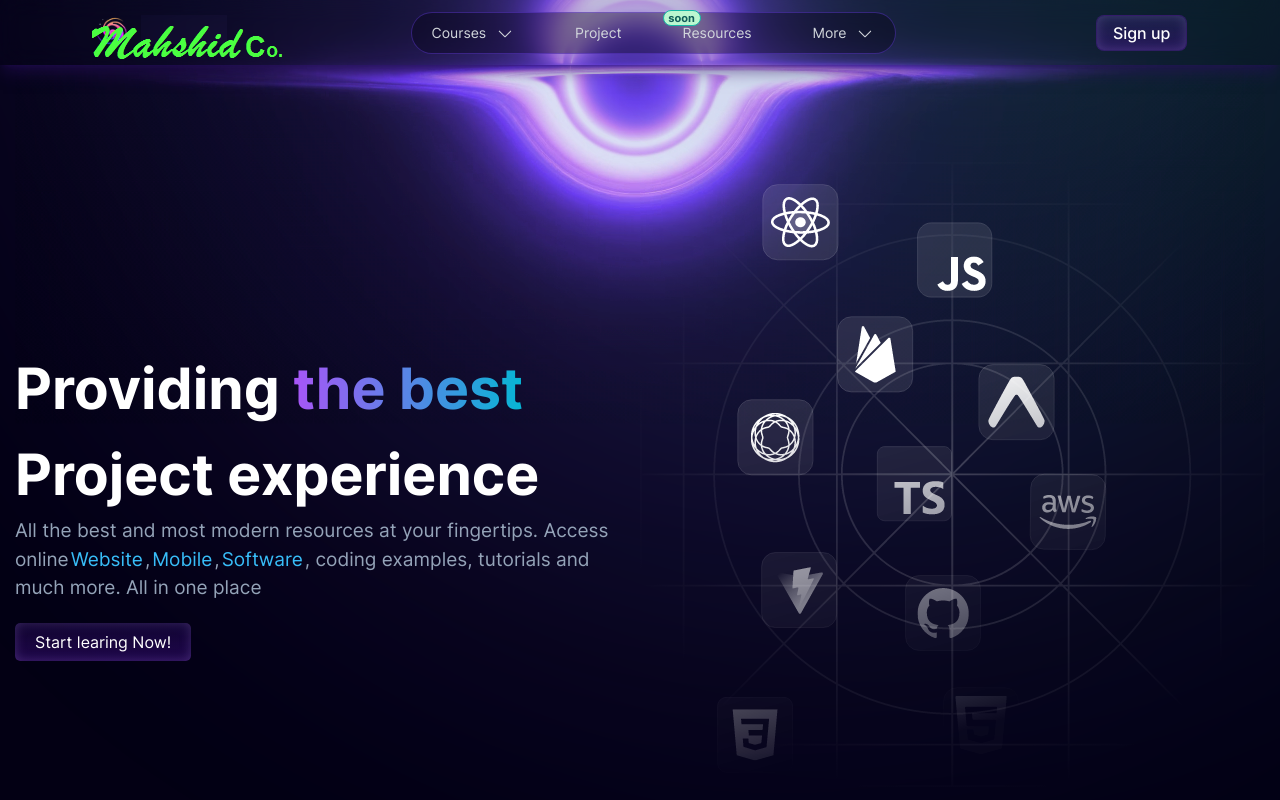 Mahshid Co.
Courses
Project
soon
Resources
More
Sign up
Providing the best
Project experience
All the best and most modern resources at your fingertips. Access
online Website , Mobile , Software , coding examples, tutorials and
much more. All in one place
Start learing Now!
JS
TS
aws
3
5